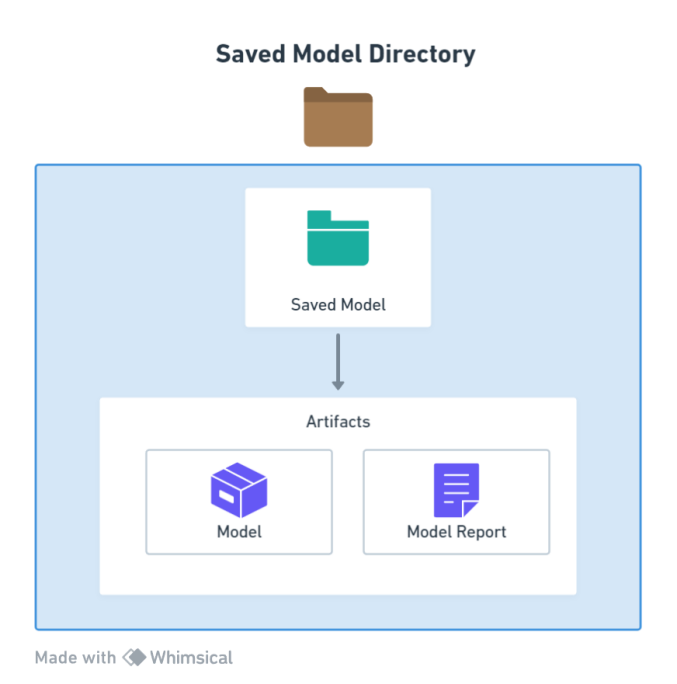 Saved Model Directory
Saved Model
Artifacts
Model
Model Report
Made with Whimsical